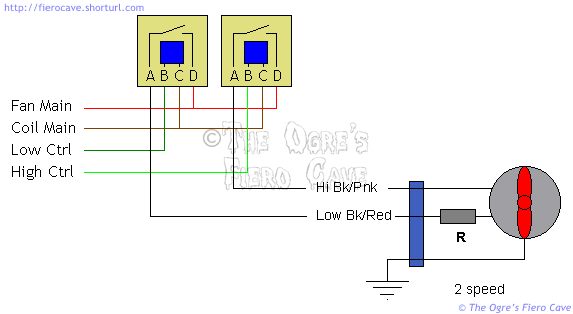 http://fierocave.shorturl.com
A B C D
A B C D
Fan Main
Coil Main
Low Ctrl
High Ctrl
© The Ogre's
Fiero Cave
Hi Bk/Pnk
Low Bk/Red
R
2 speed
© The Ogre's Fiero Cave